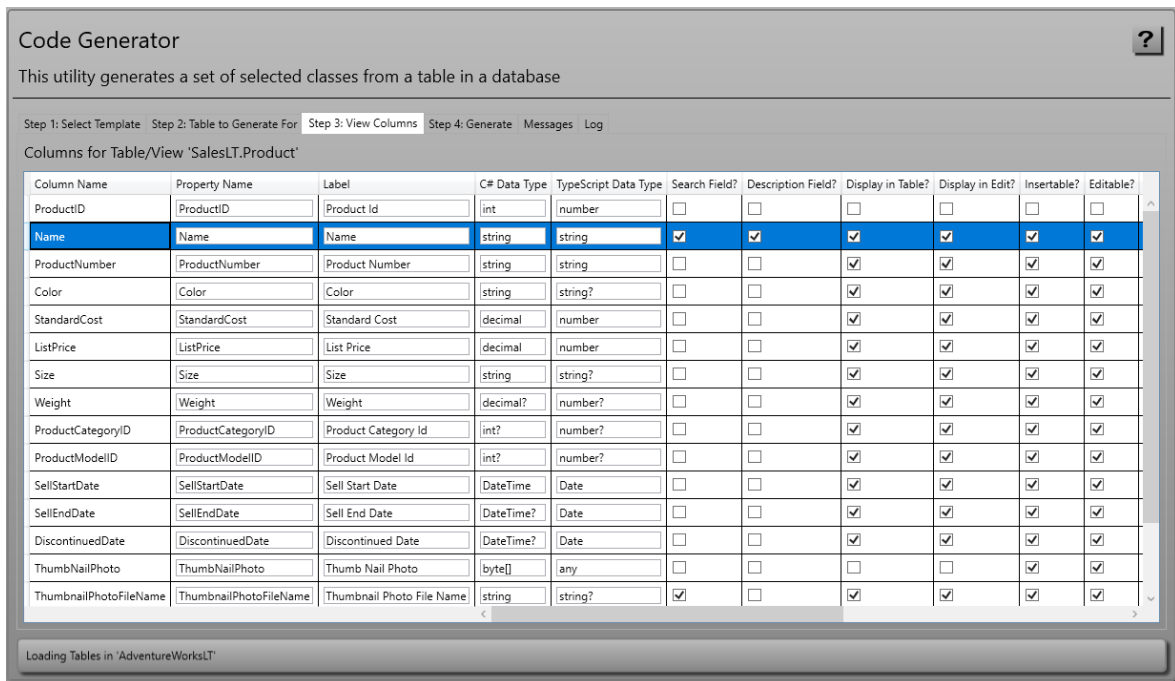 Code Generator
?
This utility generates a set of selected classes from a table in a database
Step 1: Select Template Step 2: Table to Generate For Step 3: View Columns Step 4: Generate Messages Log
Columns for Table/View 'SalesLT.Product'
Column Name Property Name Label C# Data Type TypeScript Data Type Search Field? Description Field? Display in Table? Display in Edit? Insertable? Editable?
ProductID ProductID Product Id int number
Name Name Name string string
ProductNumber ProductNumber Product Number string string
Color Color Color string string?
StandardCost StandardCost Standard Cost decimal number
ListPrice ListPrice List Price decimal number
Size Size Size string string?
Weight Weight Weight decimal? number?
ProductCategoryID ProductCategoryID Product Category Id int? number?
ProductModelID ProductModelID Product Model Id int? number?
SellStartDate SellStartDate Sell Start Date DateTime Date
SellEndDate SellEndDate Sell End Date DateTime? Date
DiscontinuedDate DiscontinuedDate Discontinued Date DateTime? Date
ThumbNailPhoto ThumbNailPhoto Thumb Nail Photo byte[] any
ThumbnailPhotoFileName ThumbnailPhotoFileName Thumbnail Photo File Name string string?
Loading Tables in 'AdventureWorksLT'